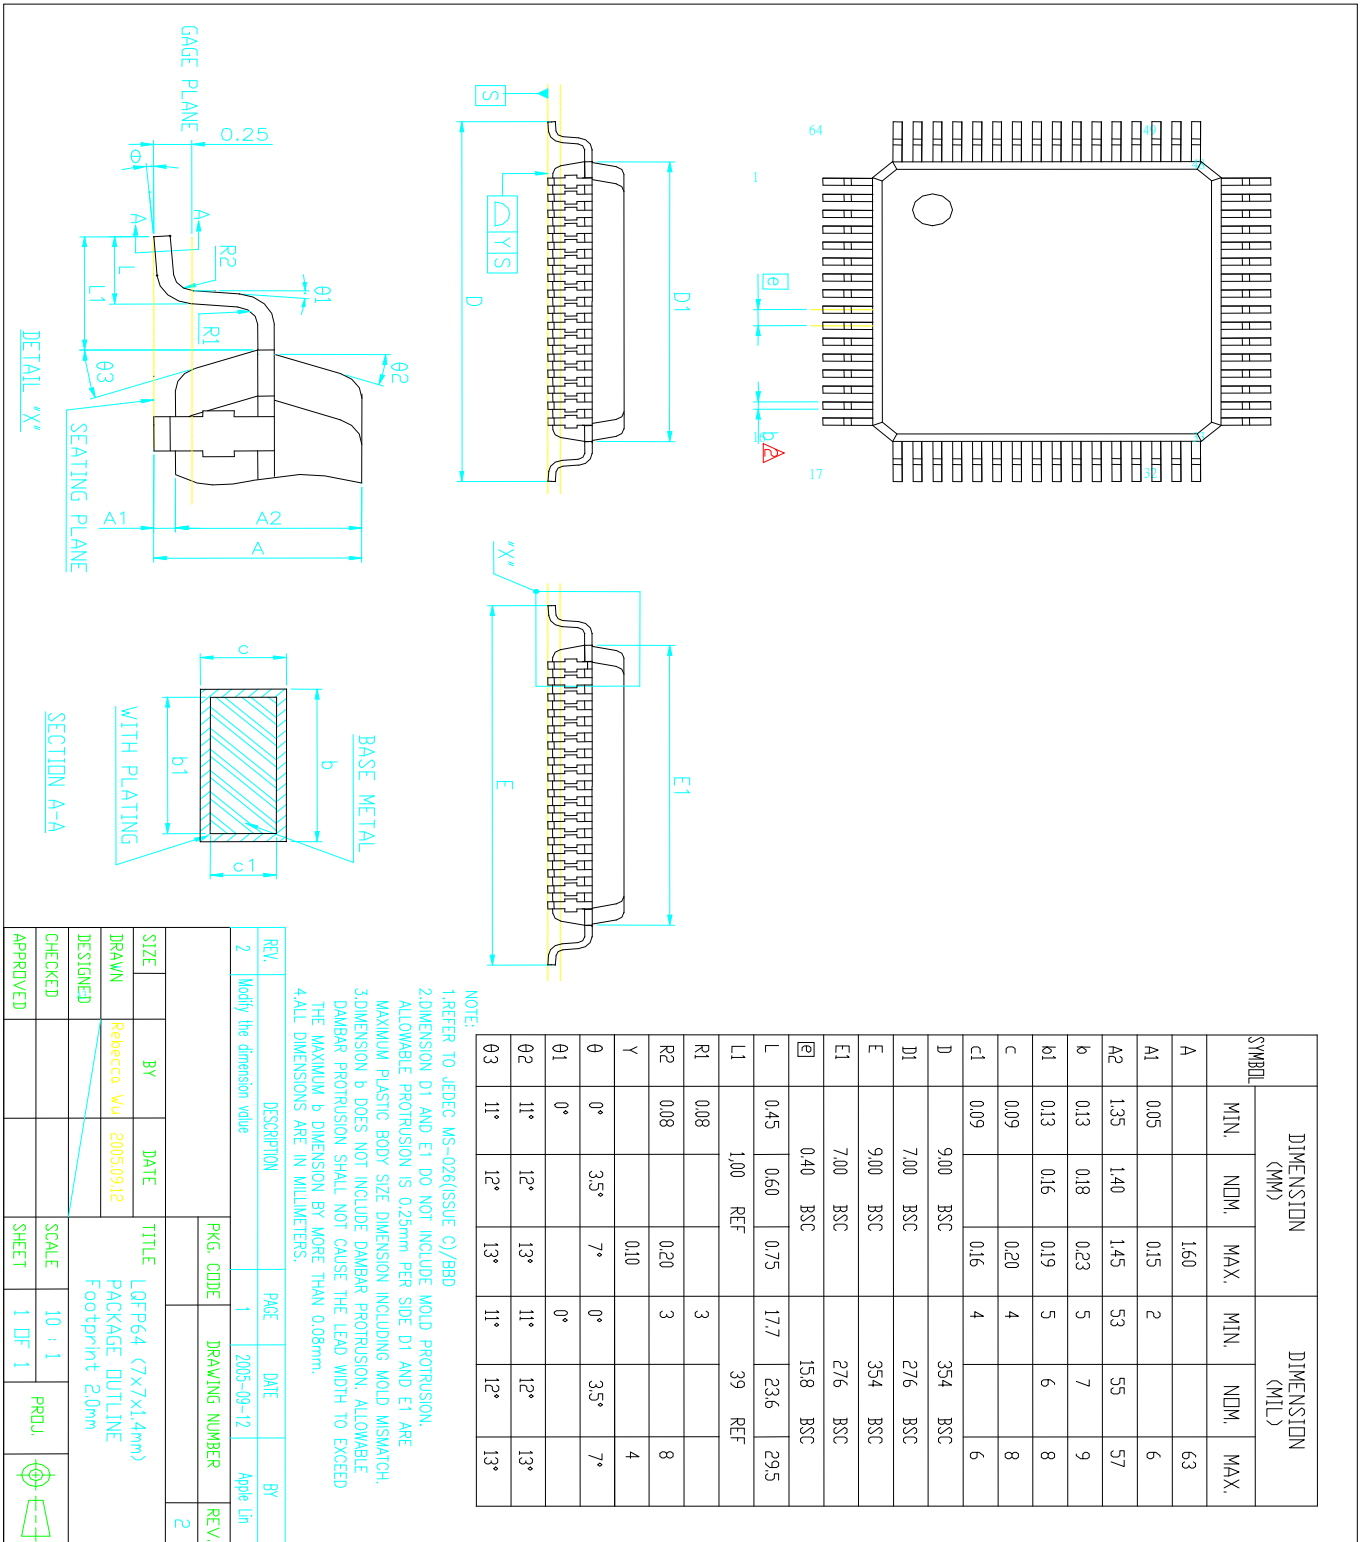 SYMBOL DIMENSION (MM) DIMENSION (MIL)
MIN. NOM. MAX. MIN. NOM. MAX.
A 1.60 63
A1 0.05 0.15 2 6
A2 1.35 1.40 1.45 53 55 57
b 0.13 0.18 0.23 5 7 9
b1 0.13 0.16 0.19 5 6 8
c 0.09 0.20 4 8
c1 0.09 0.16 4 6
D 9.00 BSC 354 BSC
D1 7.00 BSC 276 BSC
E 9.00 BSC 354 BSC
E1 7.00 BSC 276 BSC
e 0.40 BSC 15.8 BSC
L 0.45 0.60 0.75 17.7 23.6 29.5
L1 1.00 REF 39 REF
R1 0.08 3
R2 0.08 0.20 3 8
Y 0.10 4
θ 0° 3.5° 7° 0° 3.5° 7°
θ1 0° 0°
θ2 11° 12° 13° 11° 12° 13°
θ3 11° 12° 13° 11° 12° 13°
NOTE:
1.REFER TO JEDEC MS-026(ISSUE C)/BBD
2.DIMENSION D1 AND E1 DO NOT INCLUDE MOLD PROTRUSION.
ALLOWABLE PROTRUSION IS 0.25mm PER SIDE D1 AND E1 ARE
MAXIMUM PLASTIC BODY SIZE DIMENSION INCLUDING MOLD MISMATCH.
3.DIMENSION b DOES NOT INCLUDE DAMBAR PROTRUSION. ALLOWABLE
DAMBAR PROTRUSION SHALL NOT CAUSE THE LEAD WIDTH TO EXCEED
THE MAXIMUM b DIMENSION BY MORE THAN 0.08mm.
4.ALL DIMENSIONS ARE IN MILLIMETERS.
64
1
17
e
b
2
D1
D
S
Y S
E1
E
"X"
GAGE PLANE
0.25
θ
A
A
L
L1
R2
R1
θ1
θ2
θ3
A1
A2
A
SEATING PLANE
DETAIL "X"
c
b
b1
c1
BASE METAL
WITH PLATING
SECTION A-A
REV. DESCRIPTION PAGE DATE BY
2 Modify the dimension value 1 2005-09-12 Apple Lin
PKG. CODE DRAWING NUMBER REV.
2
SIZE BY DATE
DRAWN Rebecca Wu 2005.09.12
DESIGNED
CHECKED
APPROVED
TITLE
LQFP64 (7x7x1.4mm)
PACKAGE OUTLINE
Footprint 2.0mm
SCALE 10 : 1
SHEET 1 OF 1
PROJ.